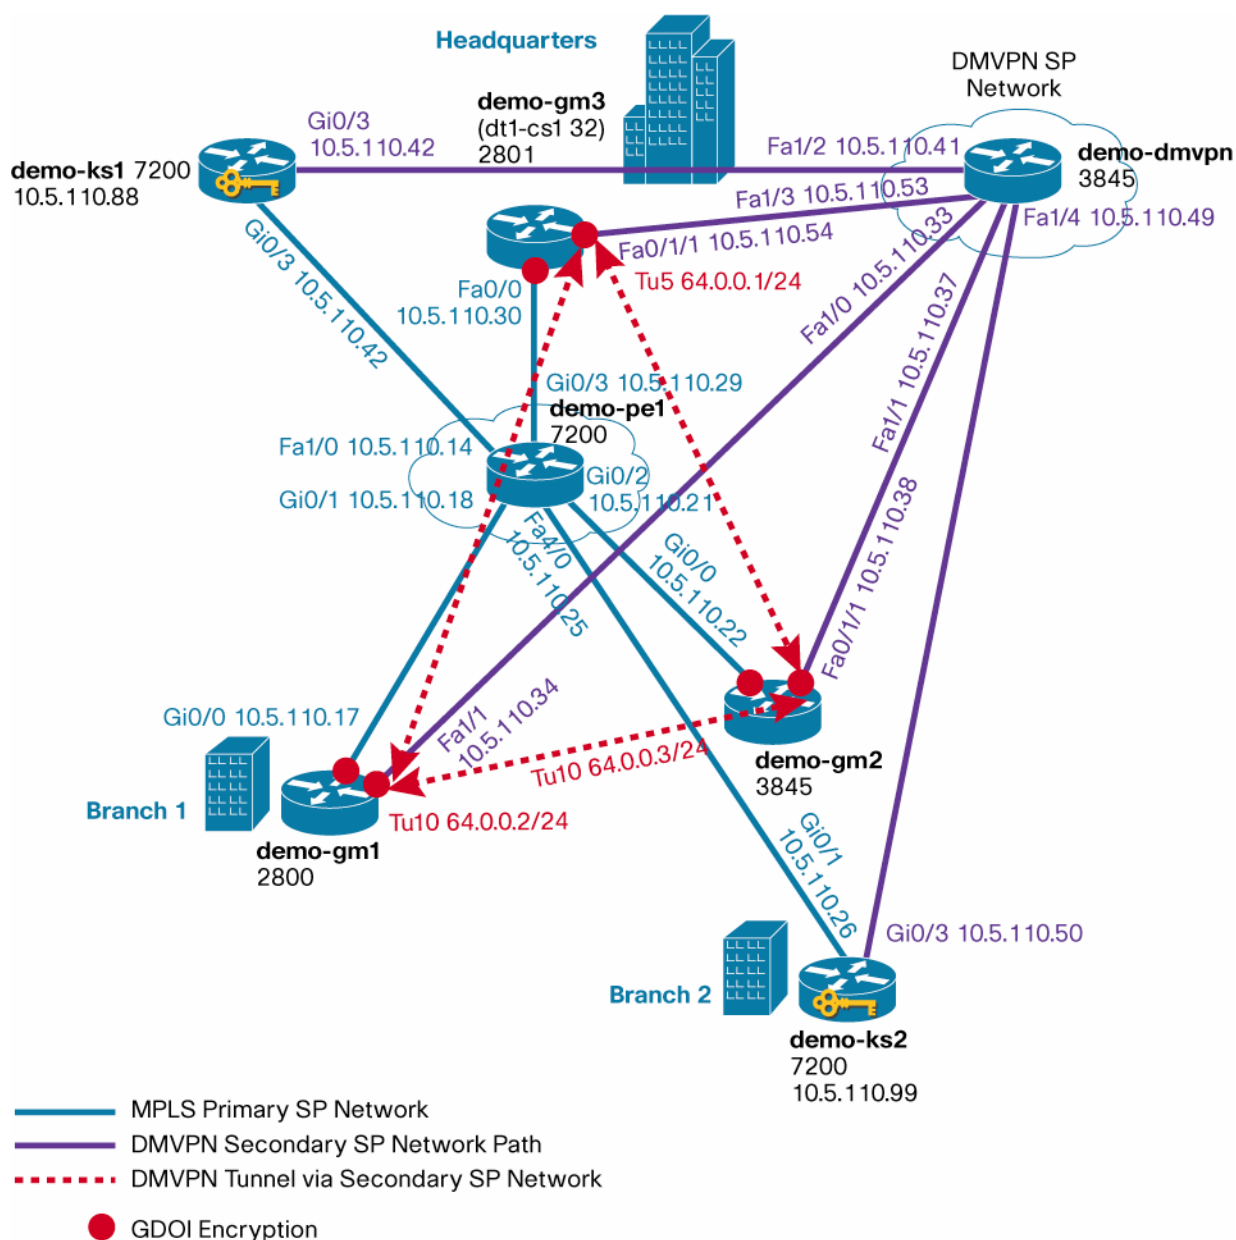 Headquarters
DMVPN SP
Network
demo-gm3
(dt1-cs1 32)
2801
Gi0/3
10.5.110.42
Fa1/2 10.5.110.41
demo-dmvpn
3845
demo-ks1 7200
10.5.110.88
Fa1/3 10.5.110.53
Fa1/4 10.5.110.49
Fa0/1/1 10.5.110.54
Tu5 64.0.0.1/24
Gi0/3 10.5.110.42
Fa0/0
10.5.110.30
Fa1/0 10.5.110.33
Fa1/1 10.5.110.37
Gi0/3 10.5.110.29
demo-pe1
7200
Fa1/0 10.5.110.14
Gi0/1 10.5.110.18
Gi0/2
10.5.110.21
Fa4/0
10.5.110.25
Gi0/0
10.5.110.22
Fa0/1/1 10.5.110.38
Gi0/0 10.5.110.17
Fa1/1
10.5.110.34
Tu10 64.0.0.3/24
demo-gm2
3845
Branch 1
Tu10 64.0.0.2/24
demo-gm1
2800
Gi0/1
10.5.110.26
Gi0/3 10.5.110.50
Branch 2
demo-ks2
7200
10.5.110.99
MPLS Primary SP Network
DMVPN Secondary SP Network Path
DMVPN Tunnel via Secondary SP Network
GDOI Encryption